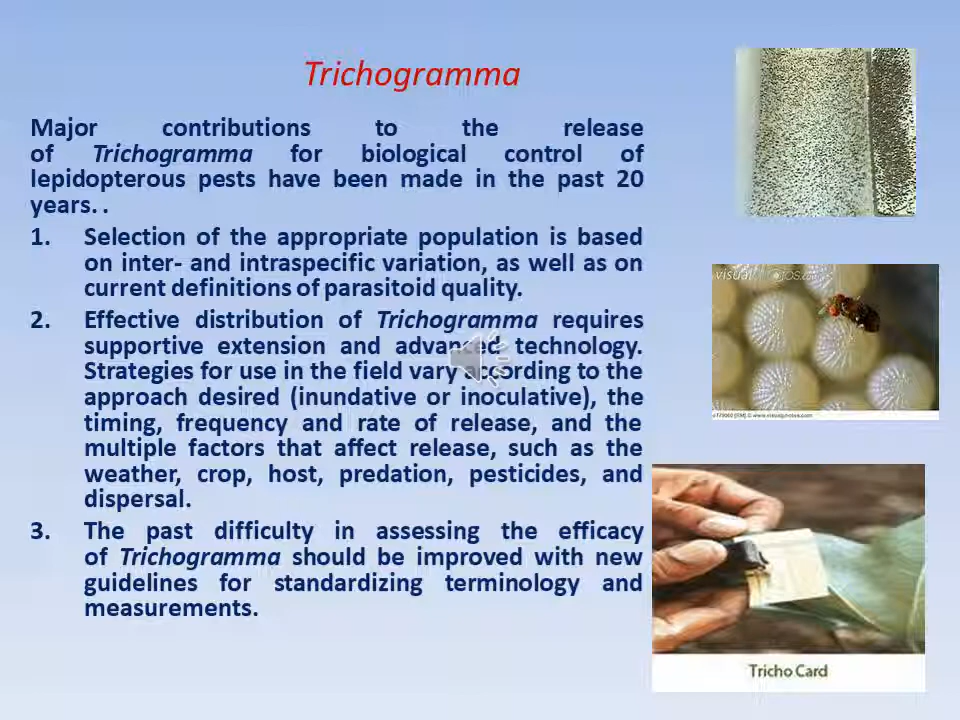 Trichogramma
Major contributions to the release
of Trichogramma for biological control of
lepidopterous pests have been made in the past 20
years. .
1. Selection of the appropriate population is based
on inter- and intraspecific variation, as well as on
current definitions of parasitoid quality.
2. Effective distribution of Trichogramma requires
supportive extension and advanced technology.
Strategies for use in the field vary according to the
approach desired (inundative or inoculative), the
timing, frequency and rate of release, and the
multiple factors that affect release, such as the
weather, crop, host, predation, pesticides, and
dispersal.
3. The past difficulty in assessing the efficacy
of Trichogramma should be improved with new
guidelines for standardizing terminology and
measurements.
[RM] © www.visualphotos.com
Tricho Card